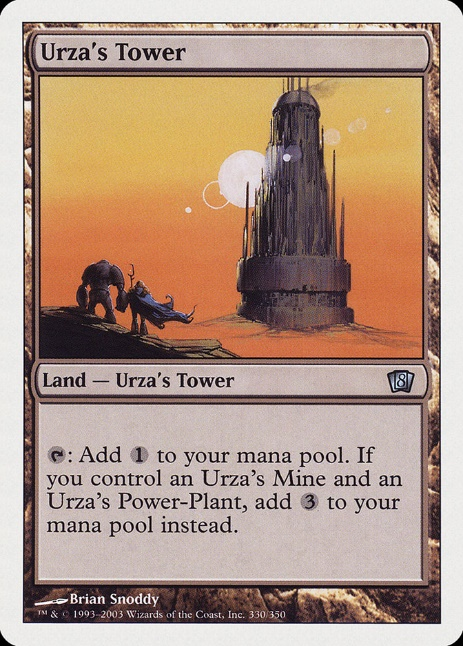 Urza's Tower
Land — Urza's Tower
8
: Add 1 to your mana pool. If
you control an Urza's Mine and an
Urza's Power-Plant, add 3 to your
mana pool instead.
Brian Snoddy
™ & © 1993–2003 Wizards of the Coast, Inc. 330/350